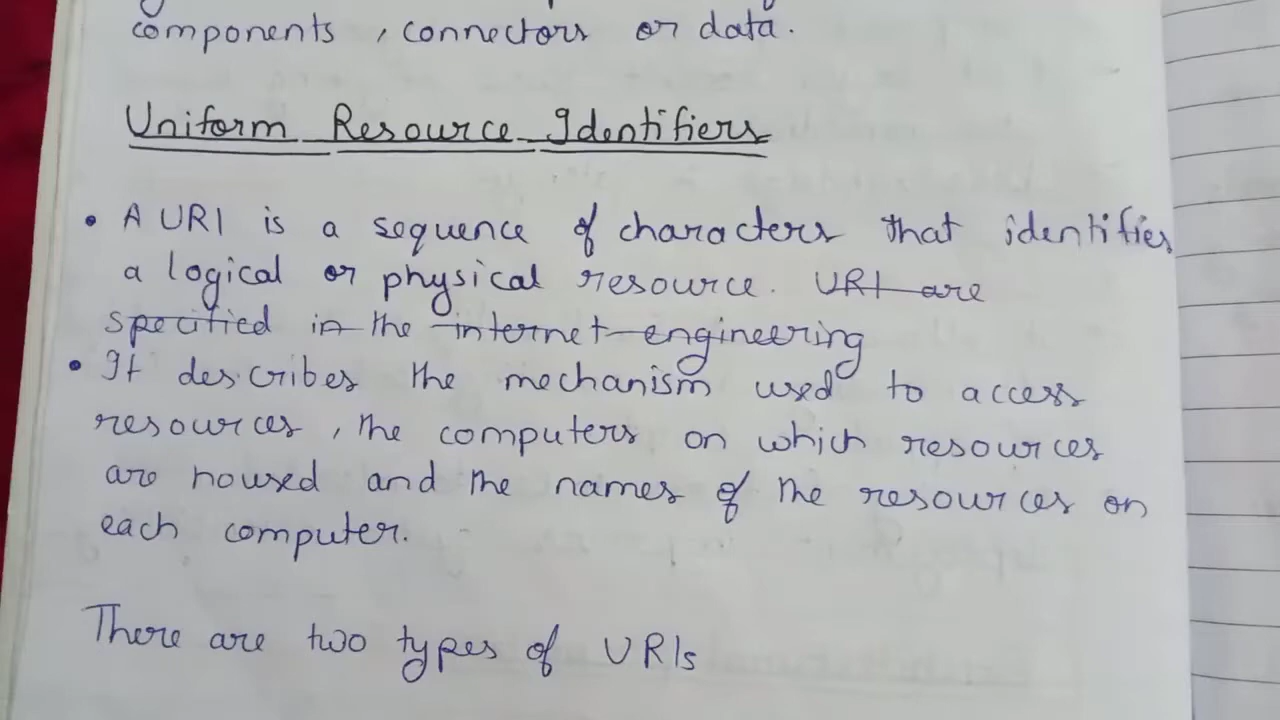 components, connectors or data.
Uniform Resource Identifiers
• A URI is a sequence of characters that identifies
a logical or physical resource. URI are
specified in the internet engineering
• It describes the mechanism used to access
resources, the computers on which resources
are housed and the names of the resources on
each computer.
There are two types of URIs